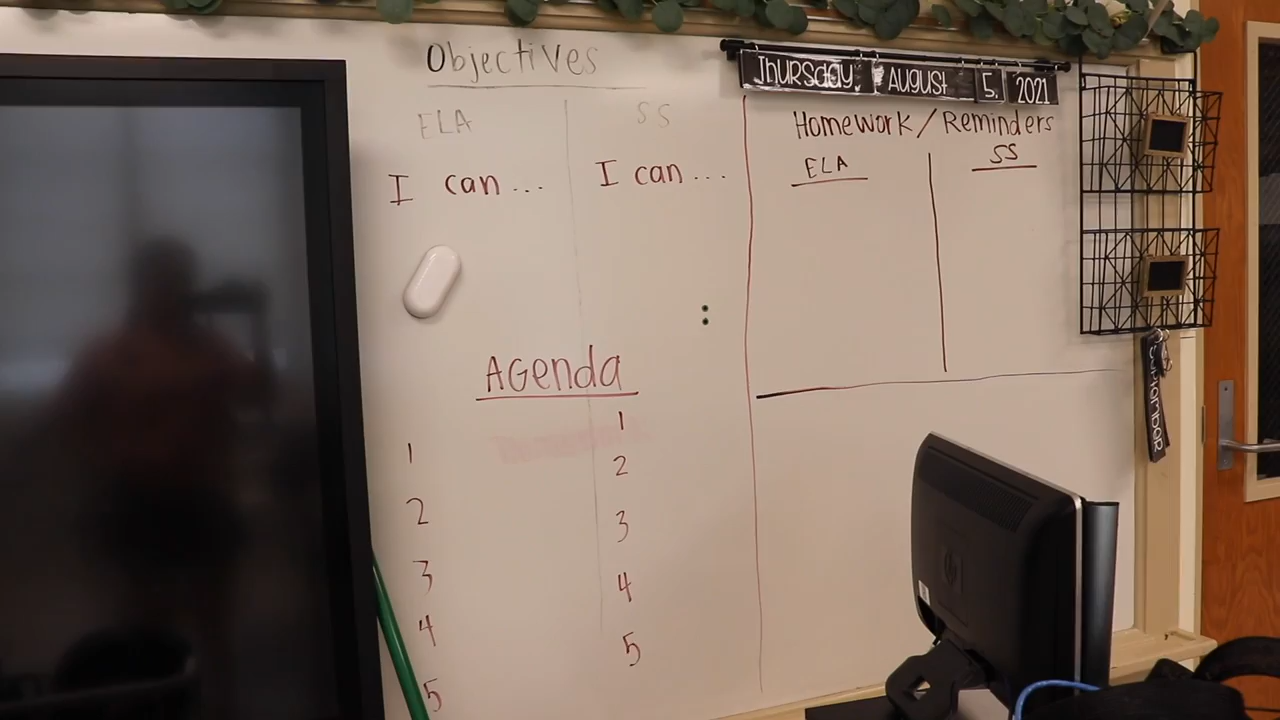 Objectives
ELA
SS
I can...
I can...
AGenda
1
2
3
4
5
1
2
3
4
5
Thursday, August 5, 2021
Homework/Reminders
ELA
SS
hp